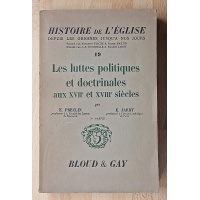 HISTOIRE DE L'ÉGLISE
DEPUIS LES ORIGINES JUSQU'A NOS JOURS
19
Les luttes politiques
et doctrinales
aux XVIIe et XVIIIe siècles
par
E. PRECLIN
E. JARRY
BLOUD & GAY